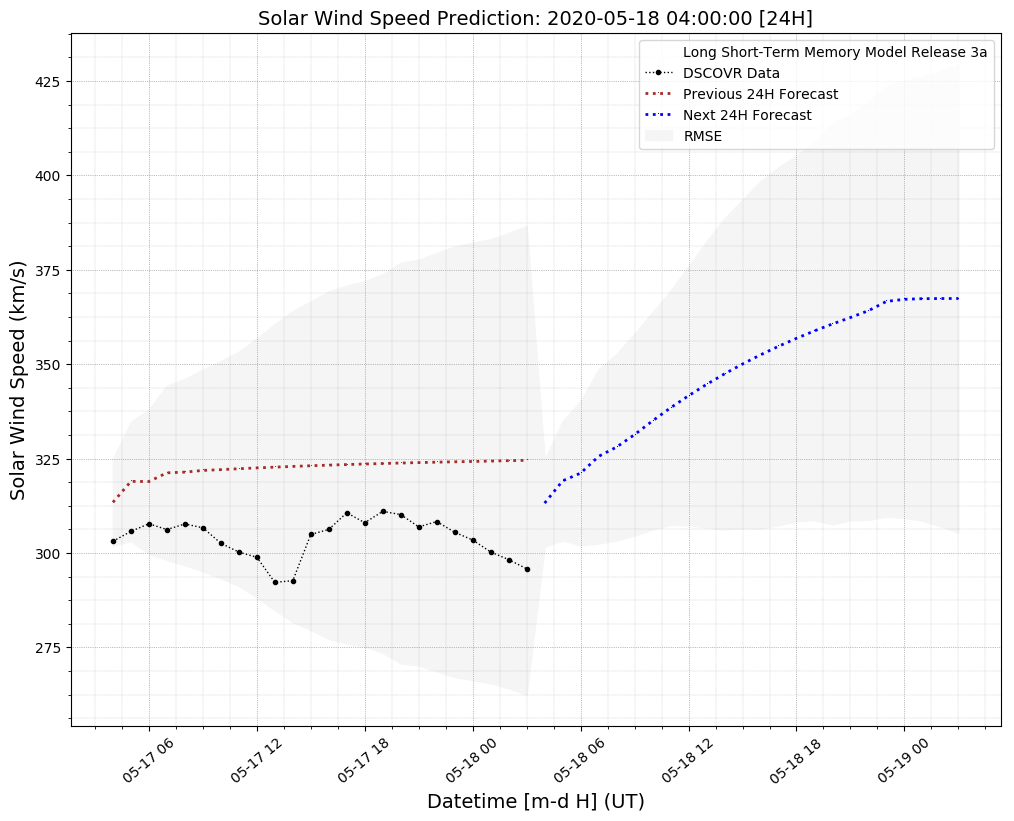 Solar Wind Speed Prediction: 2020-05-18 04:00:00 [24H]
Long Short-Term Memory Model Release 3a
DSCOVR Data
Previous 24H Forecast
Next 24H Forecast
RMSE
Solar Wind Speed (km/s)
425
400
375
350
325
300
275
05-17 06
05-17 12
05-17 18
05-18 00
05-18 06
05-18 12
05-18 18
05-19 00
Datetime [m-d H] (UT)